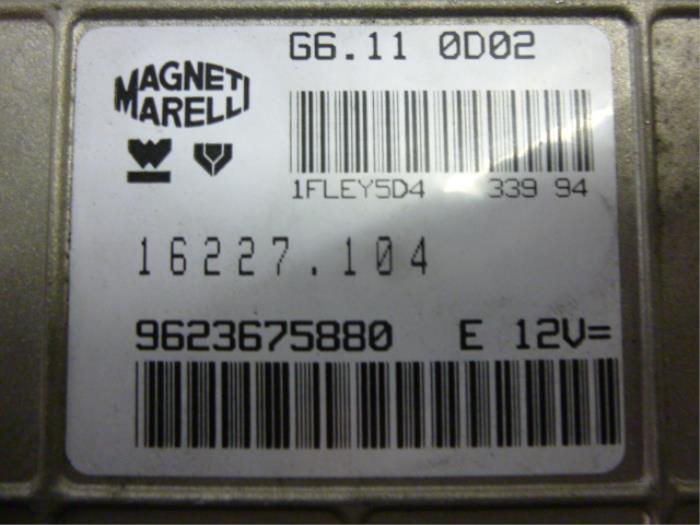 G6.11 0D02
MAGNETI
MARELLI
1FLEY5D4 339 94
16227.104
9623675880 E 12V=